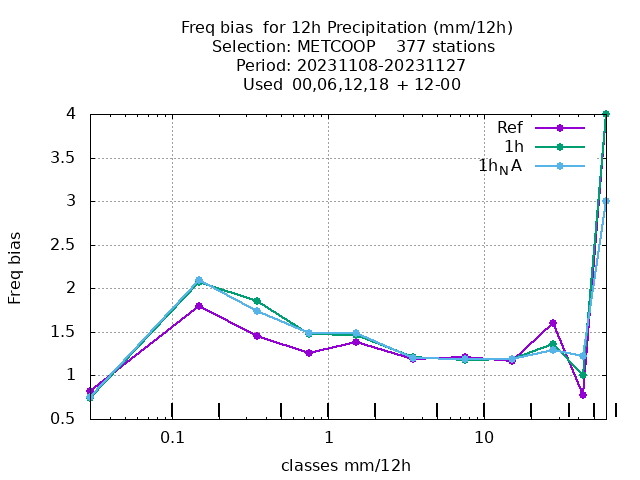 Freq bias  for 12h Precipitation (mm/12h)
Selection: METCOOP    377 stations
Period: 20231108-20231127
Used  00,06,12,18  + 12-00
Ref
1h
1h_NA
4
3.5
3
2.5
2
1.5
1
0.5
Freq bias
0.1 1 10
classes mm/12h